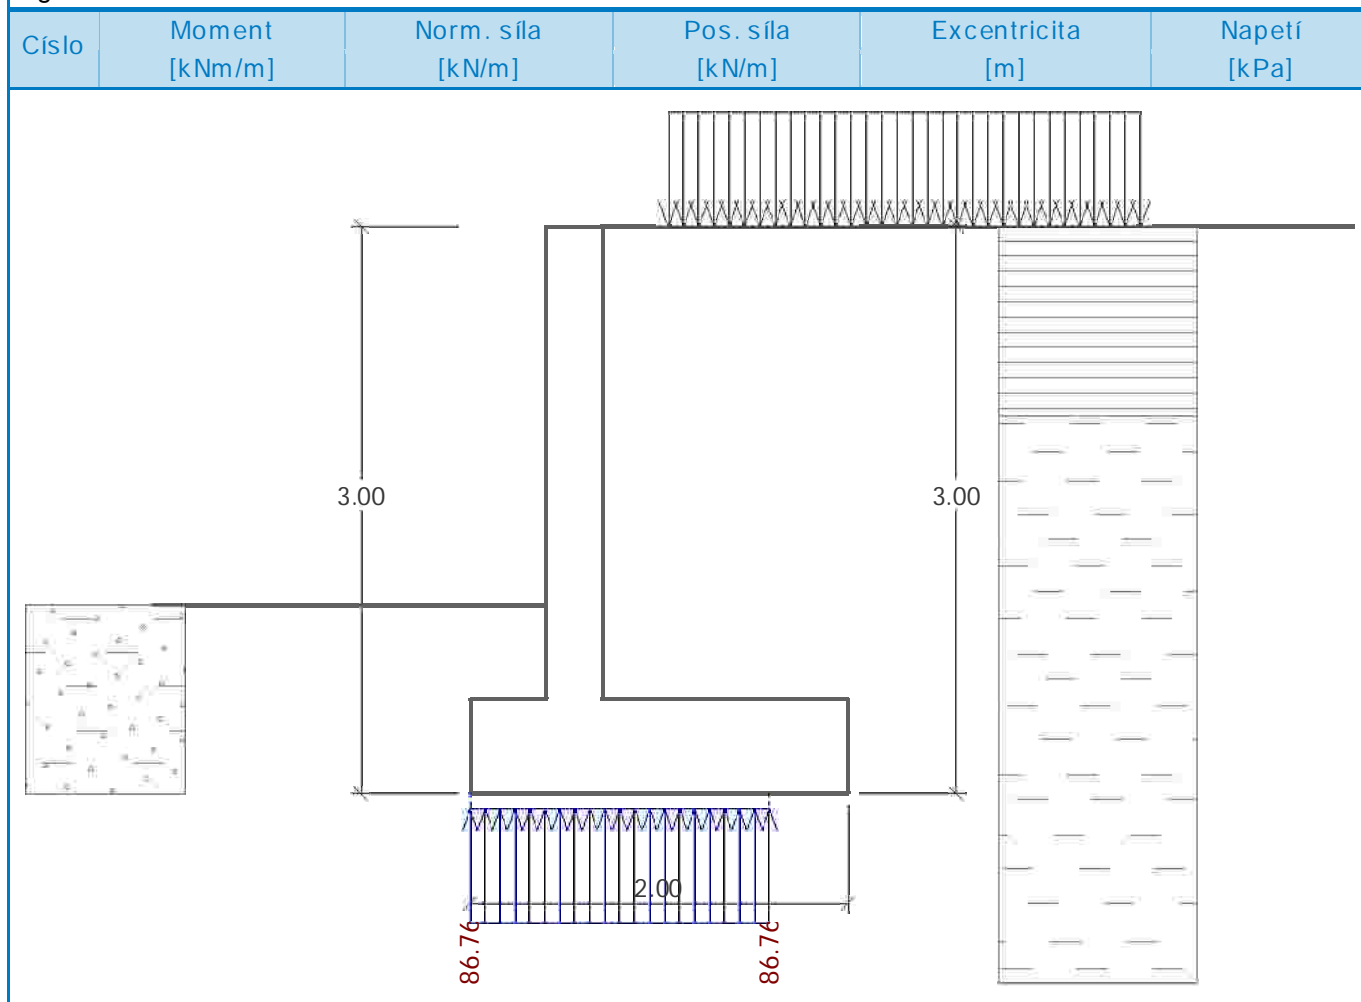 Císlo
Moment
[kNm/m]
Norm. síla
[kN/m]
Pos. síla
[kN/m]
Excentricita
[m]
Napetí
[kPa]
3.00
3.00
2.00
86.76
86.76